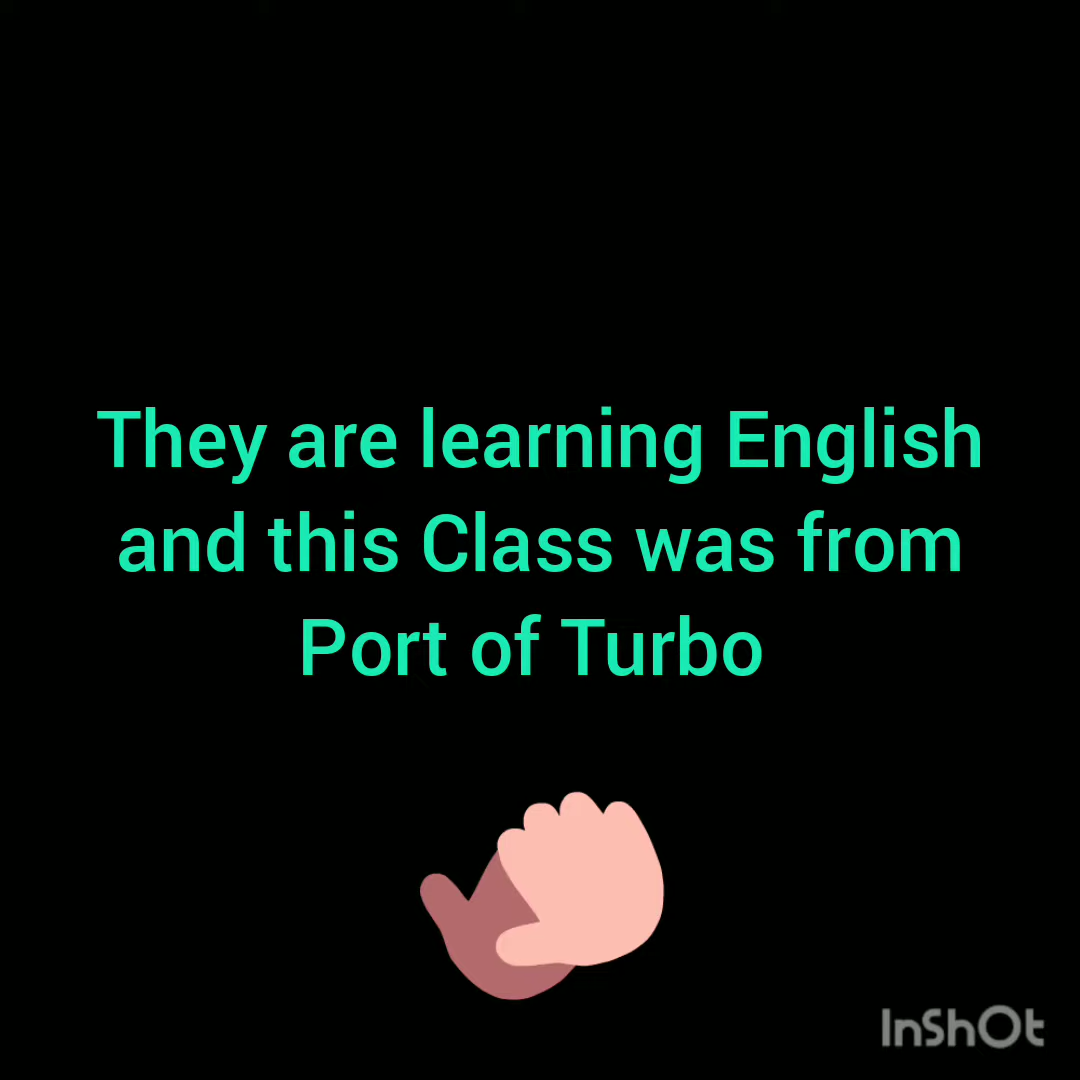 They are learning English
and this Class was from
Port of Turbo
InShOt